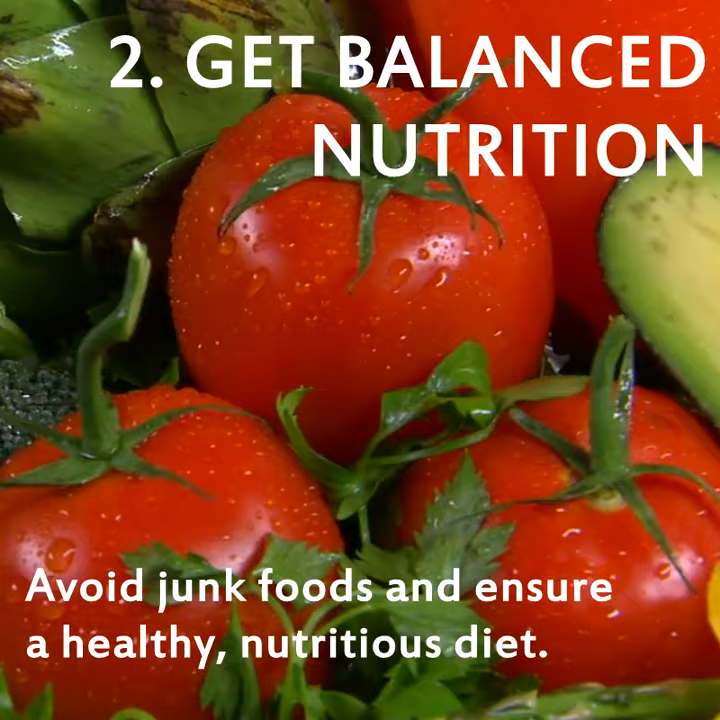 2. GET BALANCED
NUTRITION
Avoid junk foods and ensure
a healthy, nutritious diet.